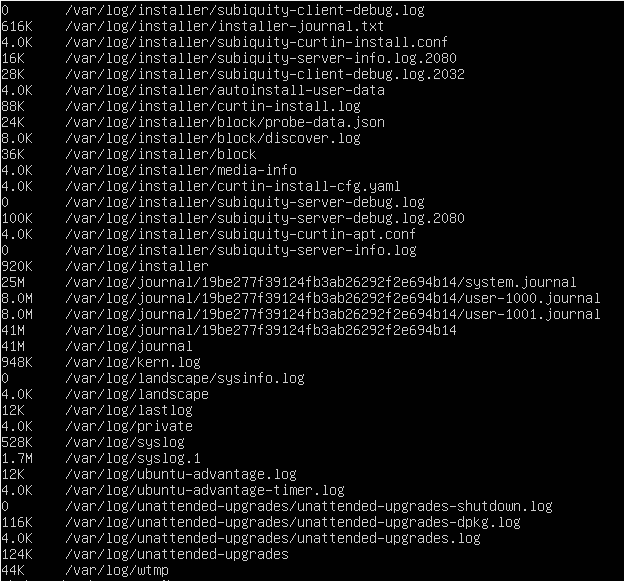 0 /var/log/installer/subiquity-client-debug.log
616K /var/log/installer/installer-journal.txt
4.0K /var/log/installer/subiquity-curtin-install.conf
16K /var/log/installer/subiquity-server-info.log.2080
28K /var/log/installer/subiquity-client-debug.log.2032
4.0K /var/log/installer/autoinstall-user-data
88K /var/log/installer/curtin-install.log
24K /var/log/installer/block/probe-data.json
8.0K /var/log/installer/block/discover.log
36K /var/log/installer/block
4.0K /var/log/installer/media-info
4.0K /var/log/installer/curtin-install-cfg.yaml
0 /var/log/installer/subiquity-server-debug.log
100K /var/log/installer/subiquity-server-debug.log.2080
4.0K /var/log/installer/subiquity-curtin-apt.conf
0 /var/log/installer/subiquity-server-info.log
920K /var/log/installer
25M /var/log/journal/19be277f39124fb3ab26292f2e694b14/system.journal
8.0M /var/log/journal/19be277f39124fb3ab26292f2e694b14/user-1000.journal
8.0M /var/log/journal/19be277f39124fb3ab26292f2e694b14/user-1001.journal
41M /var/log/journal/19be277f39124fb3ab26292f2e694b14
41M /var/log/journal
948K /var/log/kern.log
0 /var/log/landscape/sysinfo.log
4.0K /var/log/landscape
12K /var/log/lastlog
4.0K /var/log/private
528K /var/log/syslog
1.7M /var/log/syslog.1
12K /var/log/ubuntu-advantage.log
4.0K /var/log/ubuntu-advantage-timer.log
0 /var/log/unattended-upgrades/unattended-upgrades-shutdown.log
116K /var/log/unattended-upgrades/unattended-upgrades-dpkg.log
4.0K /var/log/unattended-upgrades/unattended-upgrades.log
124K /var/log/unattended-upgrades
44K /var/log/wtmp